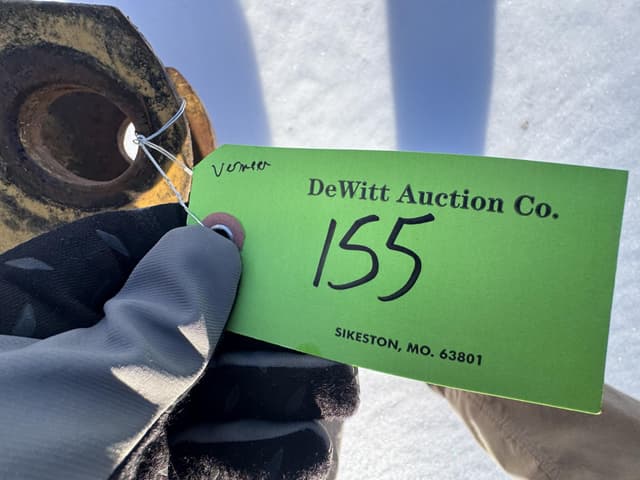 Vermeer
DeWitt Auction Co.
155
SIKESTON, MO. 63801